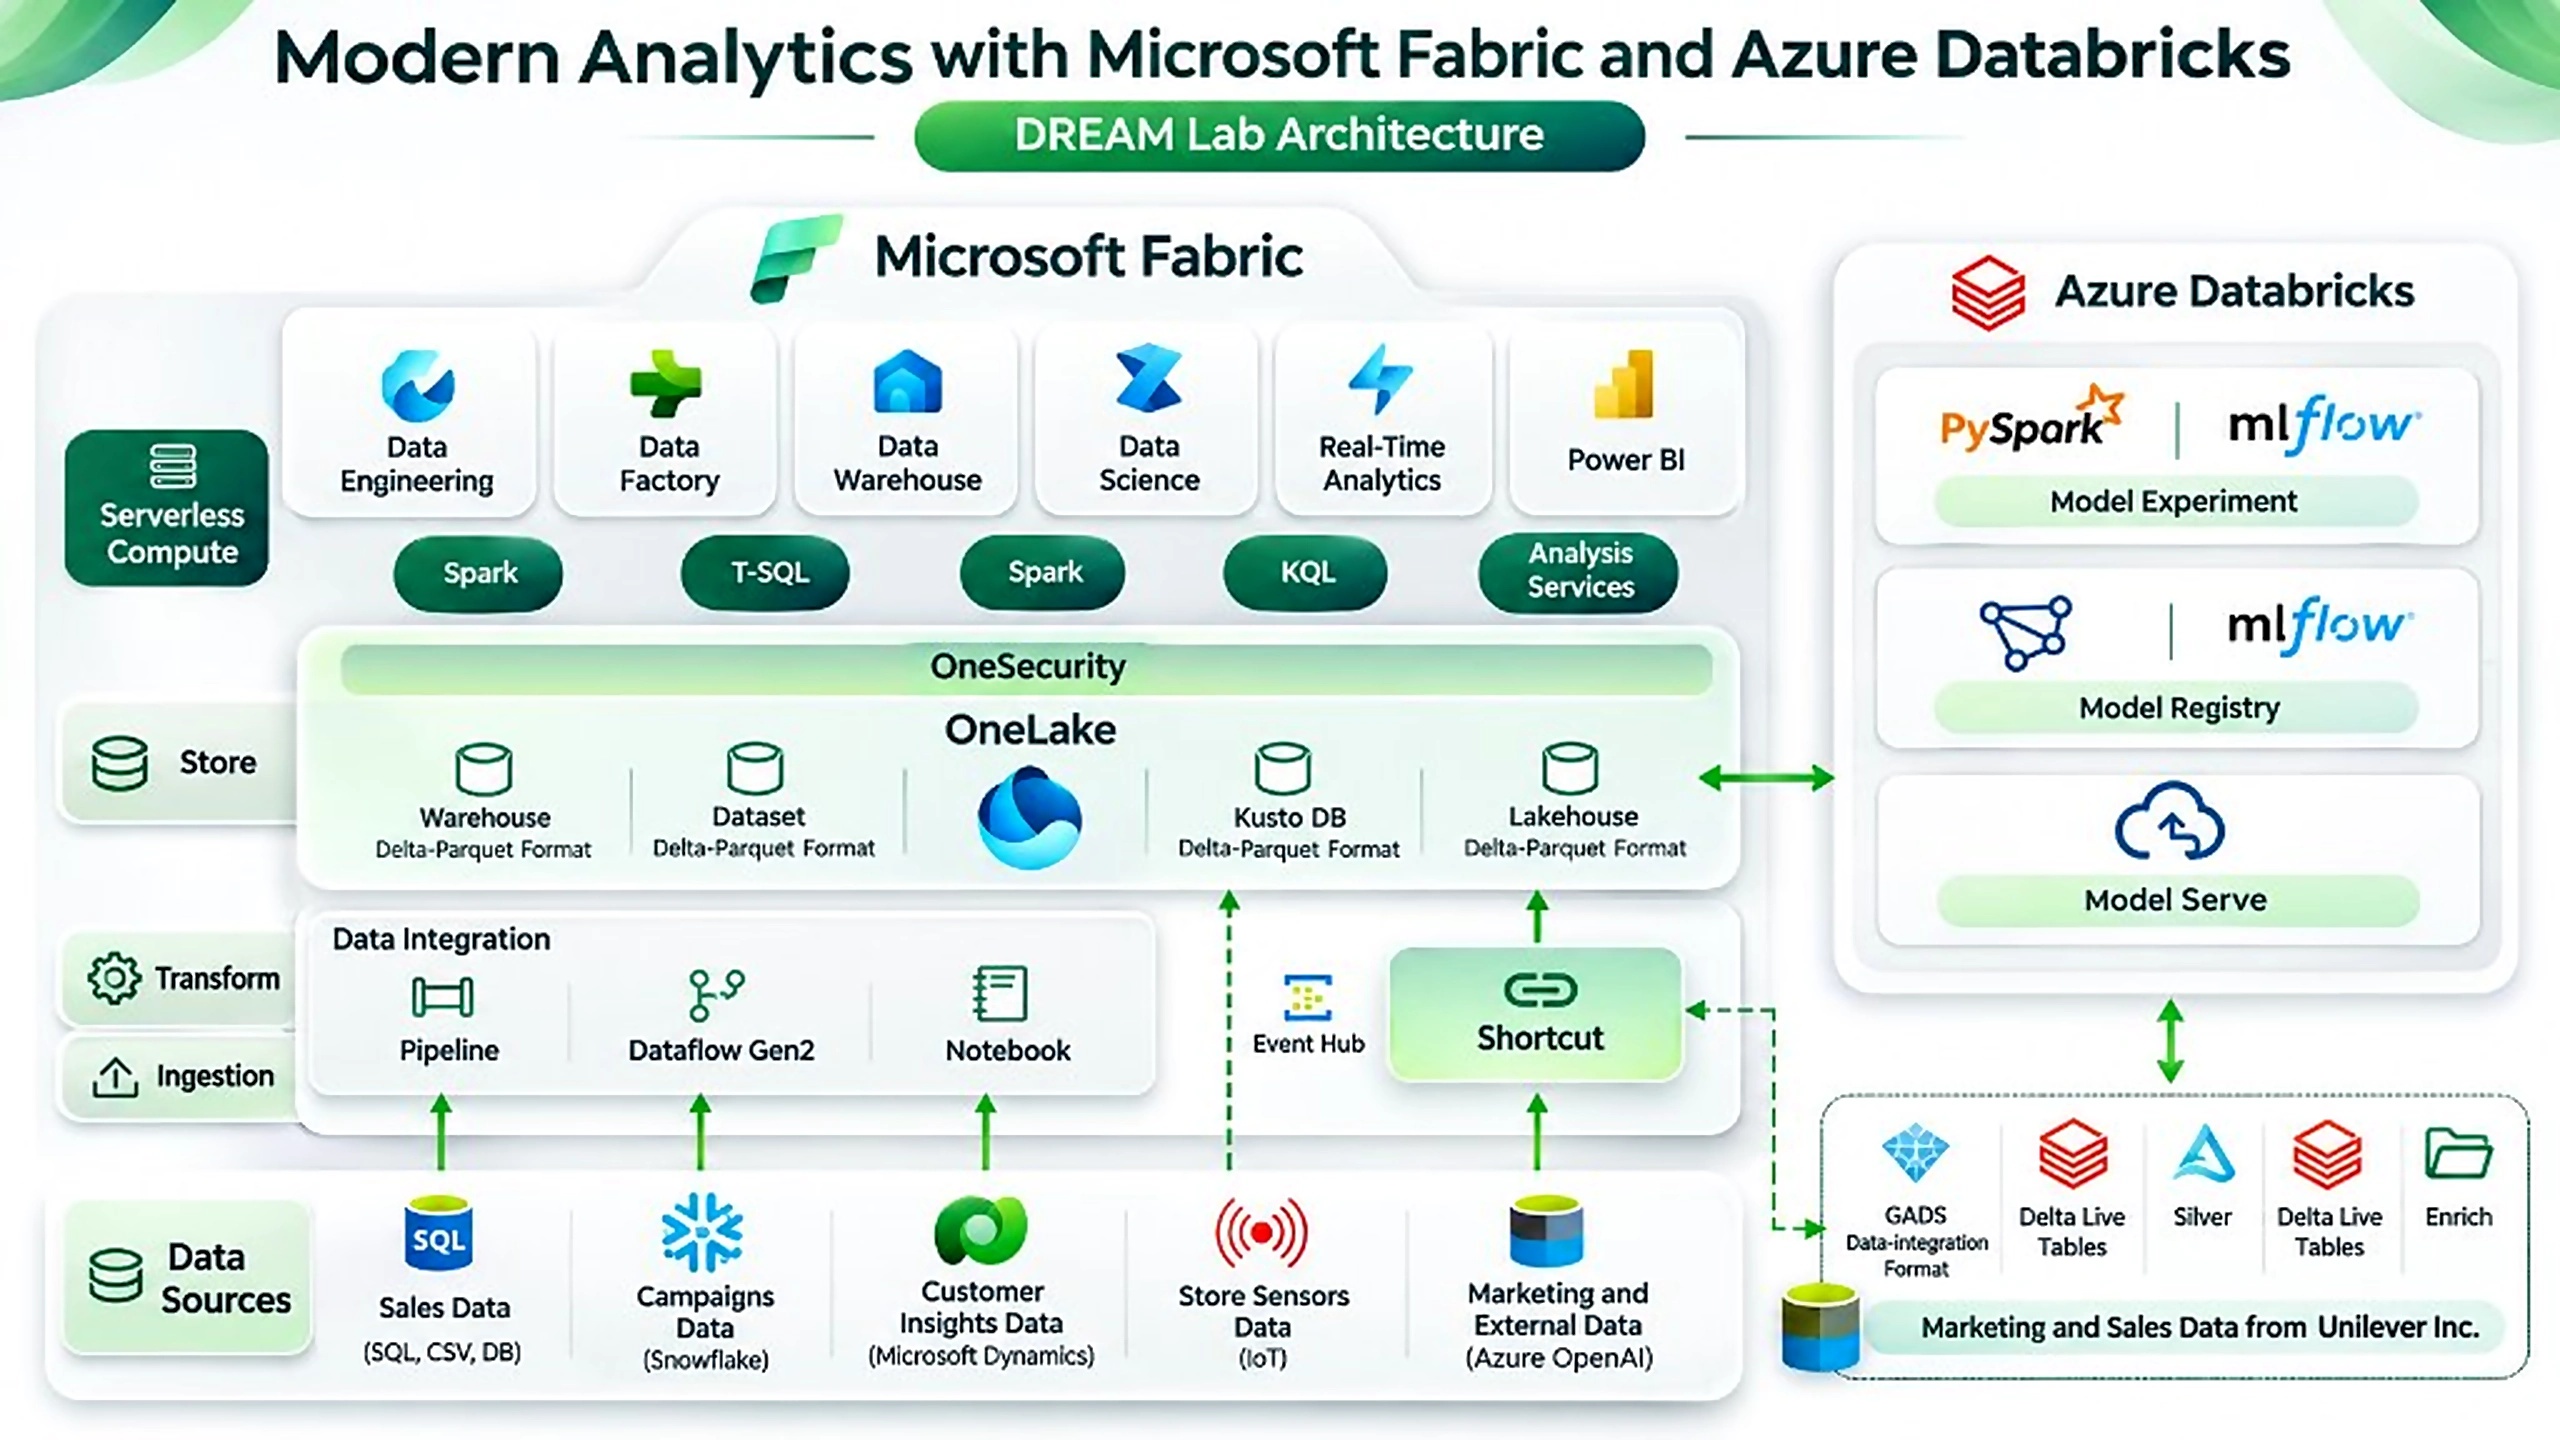 Modern Analytics with Microsoft Fabric and Azure Databricks
DREAM Lab Architecture
Microsoft Fabric
Data
Engineering
Data
Factory
Data
Warehouse
Data
Science
Real-Time
Analytics
Power BI
Serverless
Compute
Spark
T-SQL
Spark
KQL
Analysis
Services
OneSecurity
OneLake
Store
Warehouse
Delta-Parquet Format
Dataset
Delta-Parquet Format
Kusto DB
Delta-Parquet Format
Lakehouse
Delta-Parquet Format
Transform
Ingestion
Data Integration
Pipeline
Dataflow Gen2
Notebook
Event Hub
Shortcut
Data
Sources
SQL
Sales Data
(SQL, CSV, DB)
Campaigns
Data
(Snowflake)
Customer
Insights Data
(Microsoft Dynamics)
Store Sensors
Data
(IoT)
Marketing and
External Data
(Azure OpenAI)
Azure Databricks
PySpark
mlflow
Model Experiment
mlflow
Model Registry
Model Serve
GADS
Data-integration
Format
Delta Live
Tables
Silver
Delta Live
Tables
Enrich
Marketing and Sales Data from Unilever Inc.